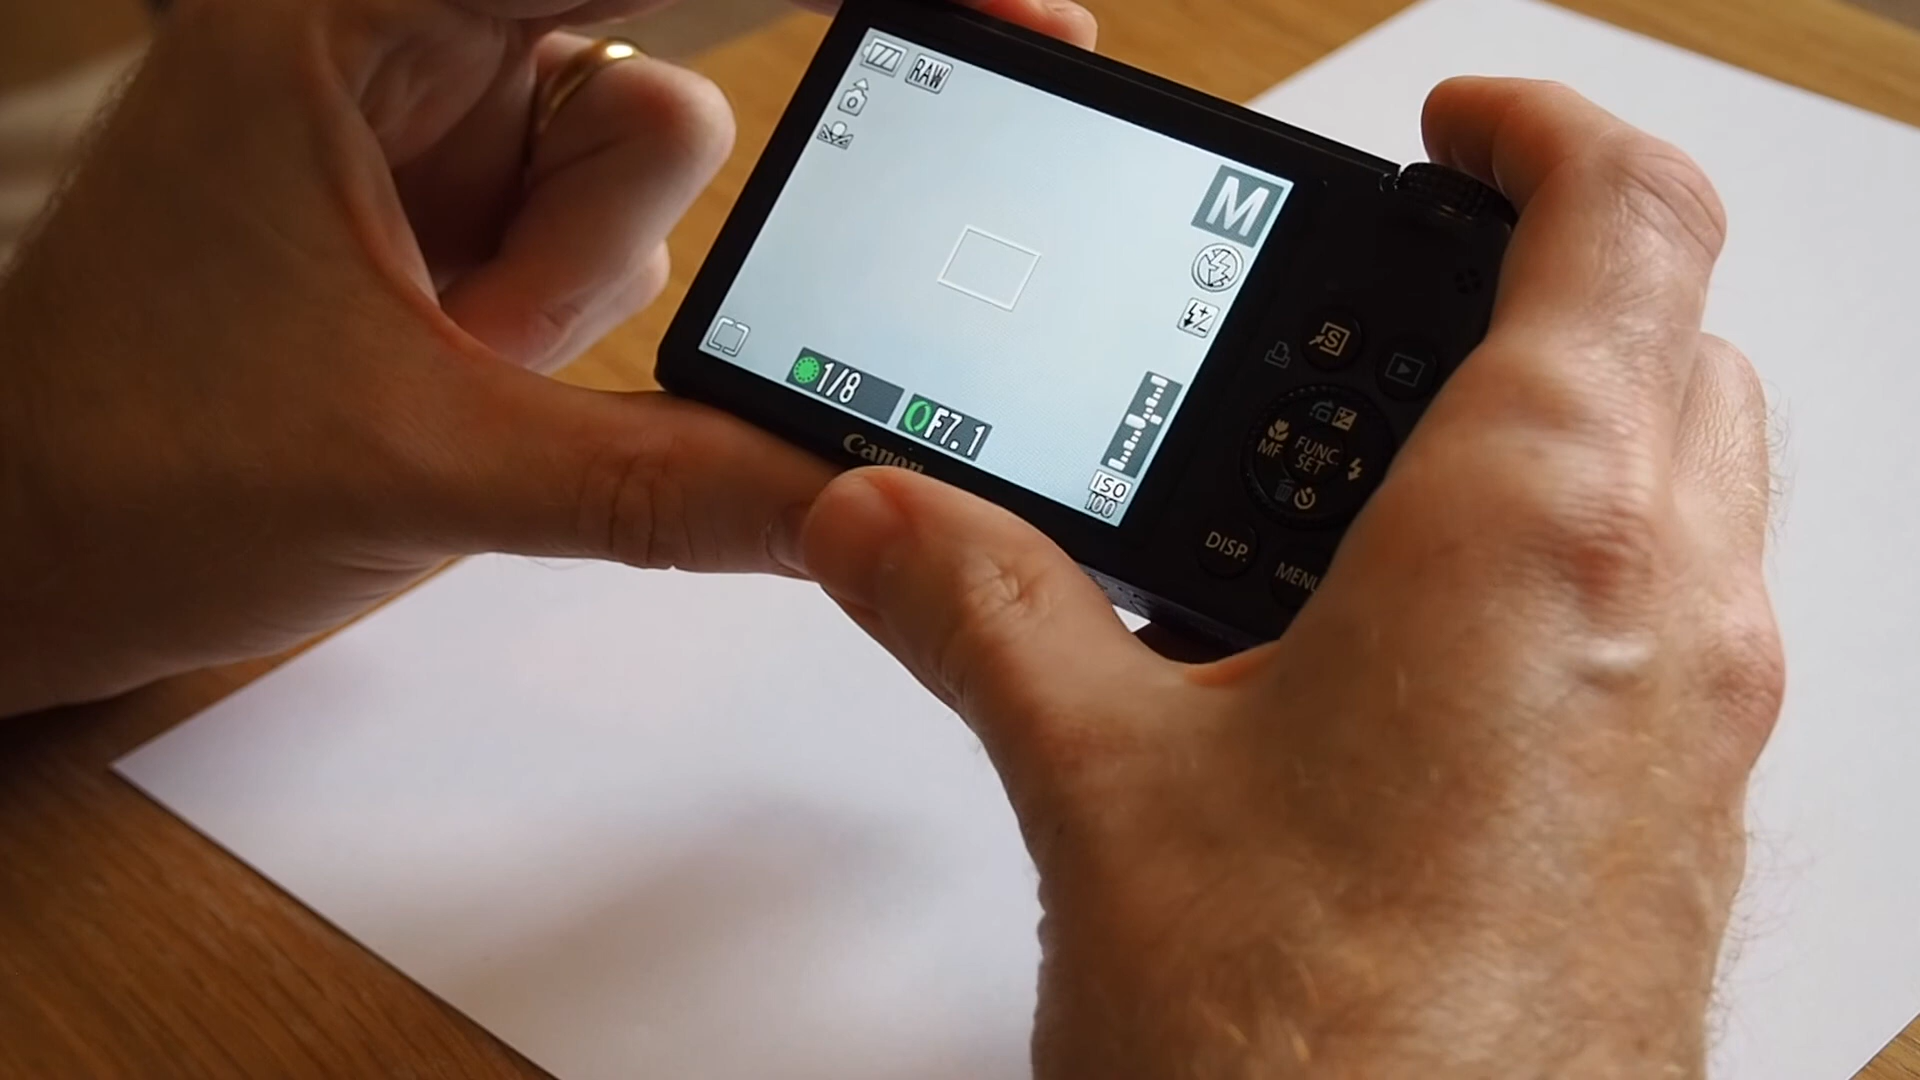 RAW
M
1/8
F7.1
ISO
100
Canon
S
MF
FUNC.
SET
DISP.
MENU